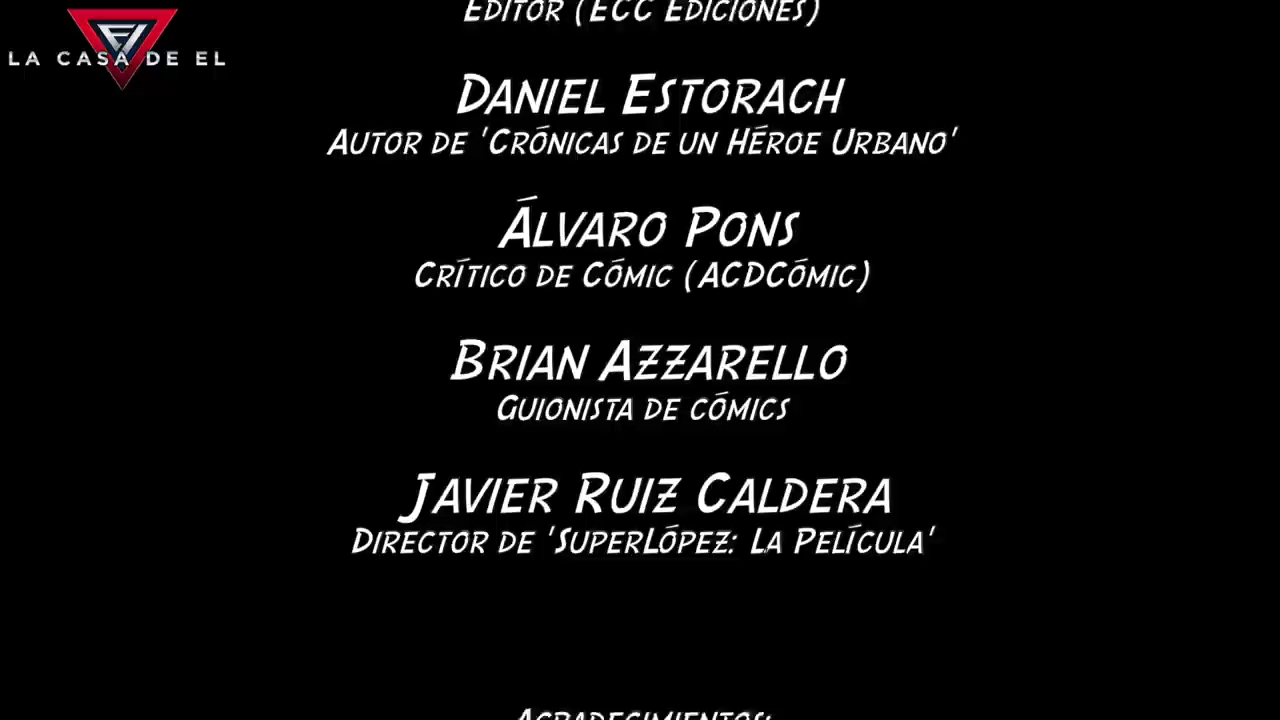 Editor (ECC Ediciones)
LA CASA DE EL
Daniel Estorach
Autor de 'Crónicas de un Héroe Urbano'
Álvaro Pons
Crítico de Cómic (ACDCómic)
Brian Azzarello
Guionista de cómics
Javier Ruiz Caldera
Director de 'SuperLópez: La Película'
Agradecimientos: